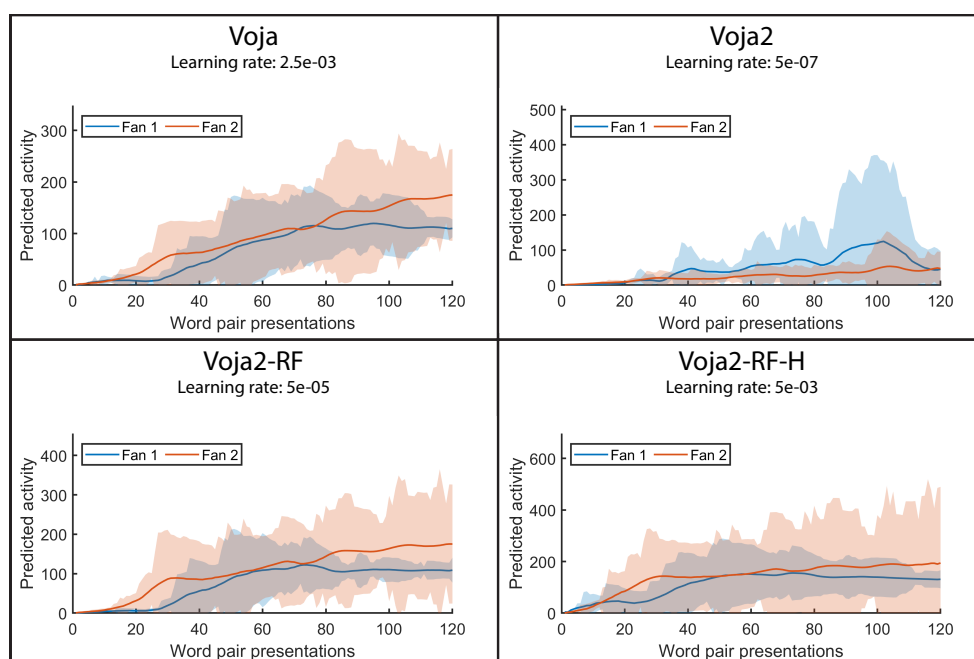 Voja
Learning rate: 2.5e-03
Predicted activity
300
200
100
0
Fan 1
Fan 2
0 20 40 60 80 100 120
Word pair presentations
Voja2
Learning rate: 5e-07
Predicted activity
500
400
300
200
100
0
Fan 1
Fan 2
0 20 40 60 80 100 120
Word pair presentations
Voja2-RF
Learning rate: 5e-05
Predicted activity
400
300
200
100
0
Fan 1
Fan 2
0 20 40 60 80 100 120
Word pair presentations
Voja2-RF-H
Learning rate: 5e-03
Predicted activity
600
400
200
0
Fan 1
Fan 2
0 20 40 60 80 100 120
Word pair presentations